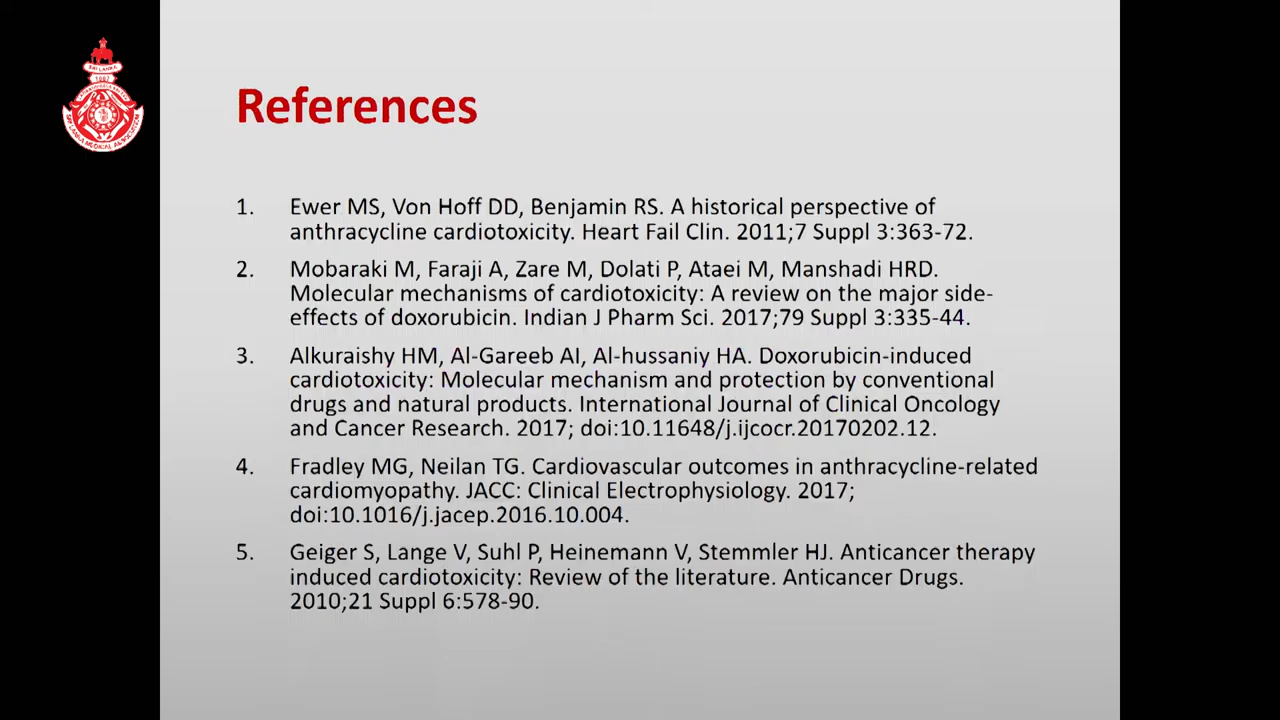 SRI LANKA
1887
SRI LANKA MEDICAL ASSOCIATION
References
1. Ewer MS, Von Hoff DD, Benjamin RS. A historical perspective of
anthracycline cardiotoxicity. Heart Fail Clin. 2011;7 Suppl 3:363-72.
2. Mobaraki M, Faraji A, Zare M, Dolati P, Ataei M, Manshadi HRD.
Molecular mechanisms of cardiotoxicity: A review on the major side-
effects of doxorubicin. Indian J Pharm Sci. 2017;79 Suppl 3:335-44.
3. Alkuraishy HM, Al-Gareeb AI, Al-hussaniy HA. Doxorubicin-induced
cardiotoxicity: Molecular mechanism and protection by conventional
drugs and natural products. International Journal of Clinical Oncology
and Cancer Research. 2017; doi:10.11648/j.ijcocr.20170202.12.
4. Fradley MG, Neilan TG. Cardiovascular outcomes in anthracycline-related
cardiomyopathy. JACC: Clinical Electrophysiology. 2017;
doi:10.1016/j.jacep.2016.10.004.
5. Geiger S, Lange V, Suhl P, Heinemann V, Stemmler HJ. Anticancer therapy
induced cardiotoxicity: Review of the literature. Anticancer Drugs.
2010;21 Suppl 6:578-90.